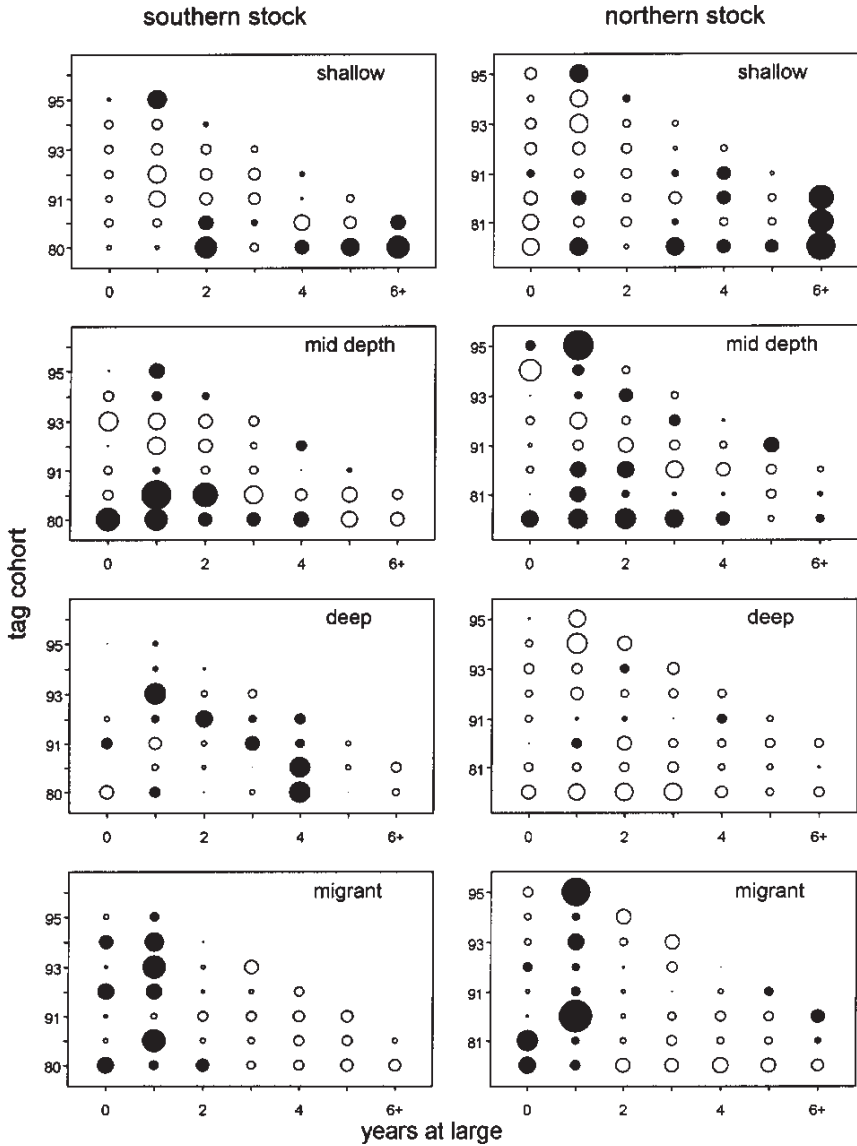 southern stock northern stock
shallow shallow
95 95
93 93
91 91
81
80
0 2 4 6+ 0 2 4 6+
mid depth mid depth
95 95
93 93
91 91
81
80
0 2 4 6+ 0 2 4 6+
tag cohort
deep deep
95 95
93 93
91 91
81
80
0 2 4 6+ 0 2 4 6+
migrant migrant
95 95
93 93
91 91
81
80
0 2 4 6+ 0 2 4 6+
years at large